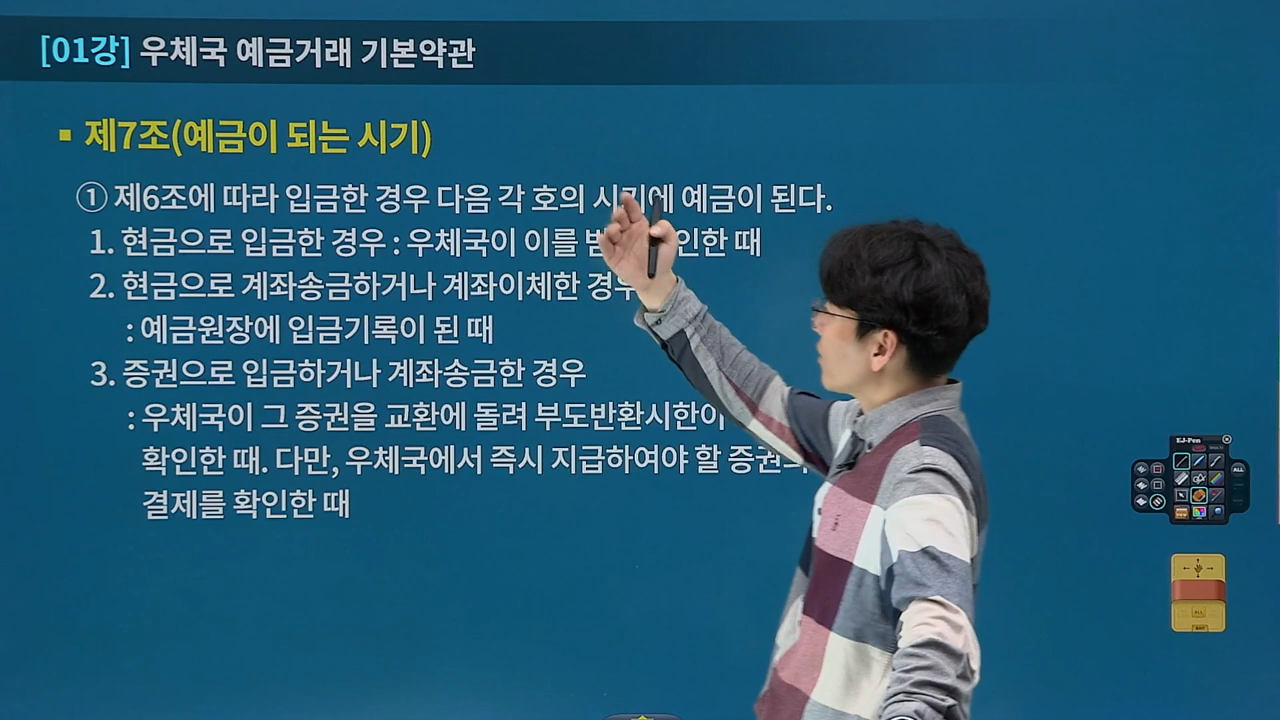 [01강] 우체국 예금거래 기본약관
▪ 제7조(예금이 되는 시기)
① 제6조에 따라 입금한 경우 다음 각 호의 시기에 예금이 된다.
1. 현금으로 입금한 경우 : 우체국이 이를 때
2. 현금으로 계좌송금하거나 계좌이체한 경우
: 예금원장에 입금기록이 된 때
3. 증권으로 입금하거나 계좌송금한 경우
: 우체국이 그 증권을 교환에 돌려 부도반환시한이
확인한 때. 다만, 우체국에서 즉시 지급하여야 할
결제를 확인한 때
EJ-Pen
ALL
ALL